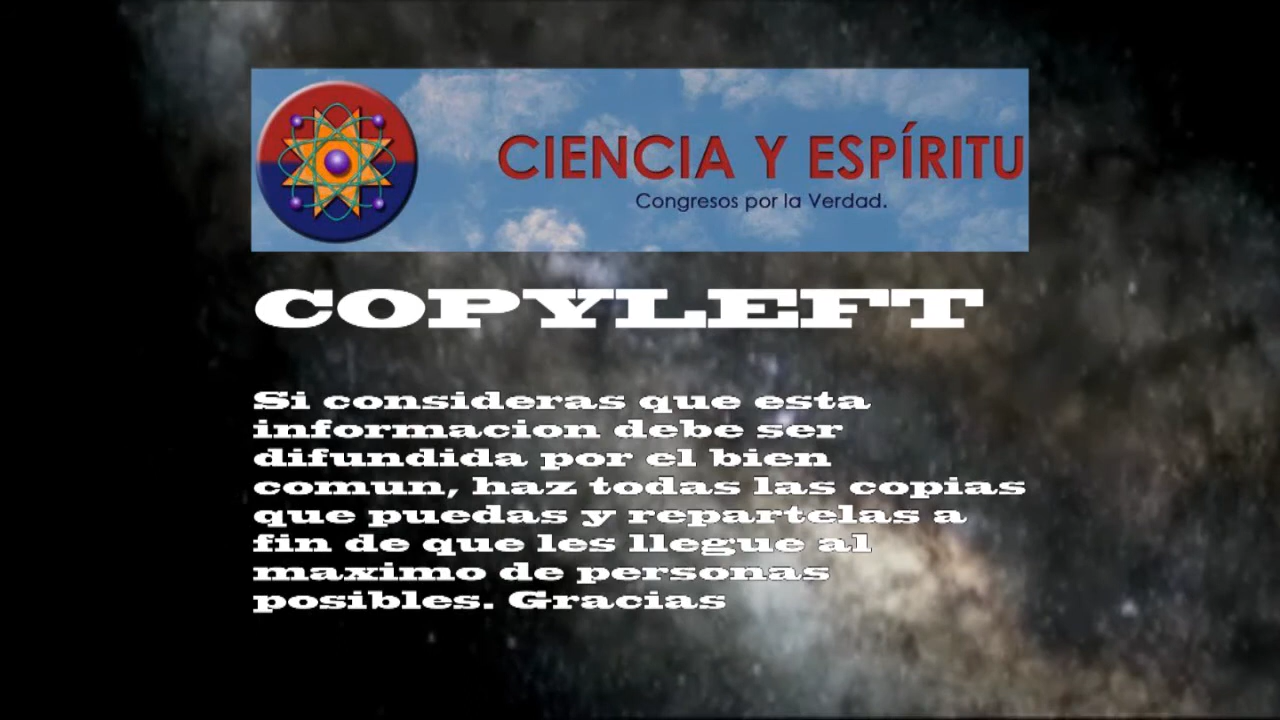 CIENCIA Y ESPÍRITU
Congresos por la Verdad.
COPYLEFT
Si consideras que esta
informacion debe ser
difundida por el bien
comun, haz todas las copias
que puedas y repartelas a
fin de que les llegue al
maximo de personas
posibles. Gracias